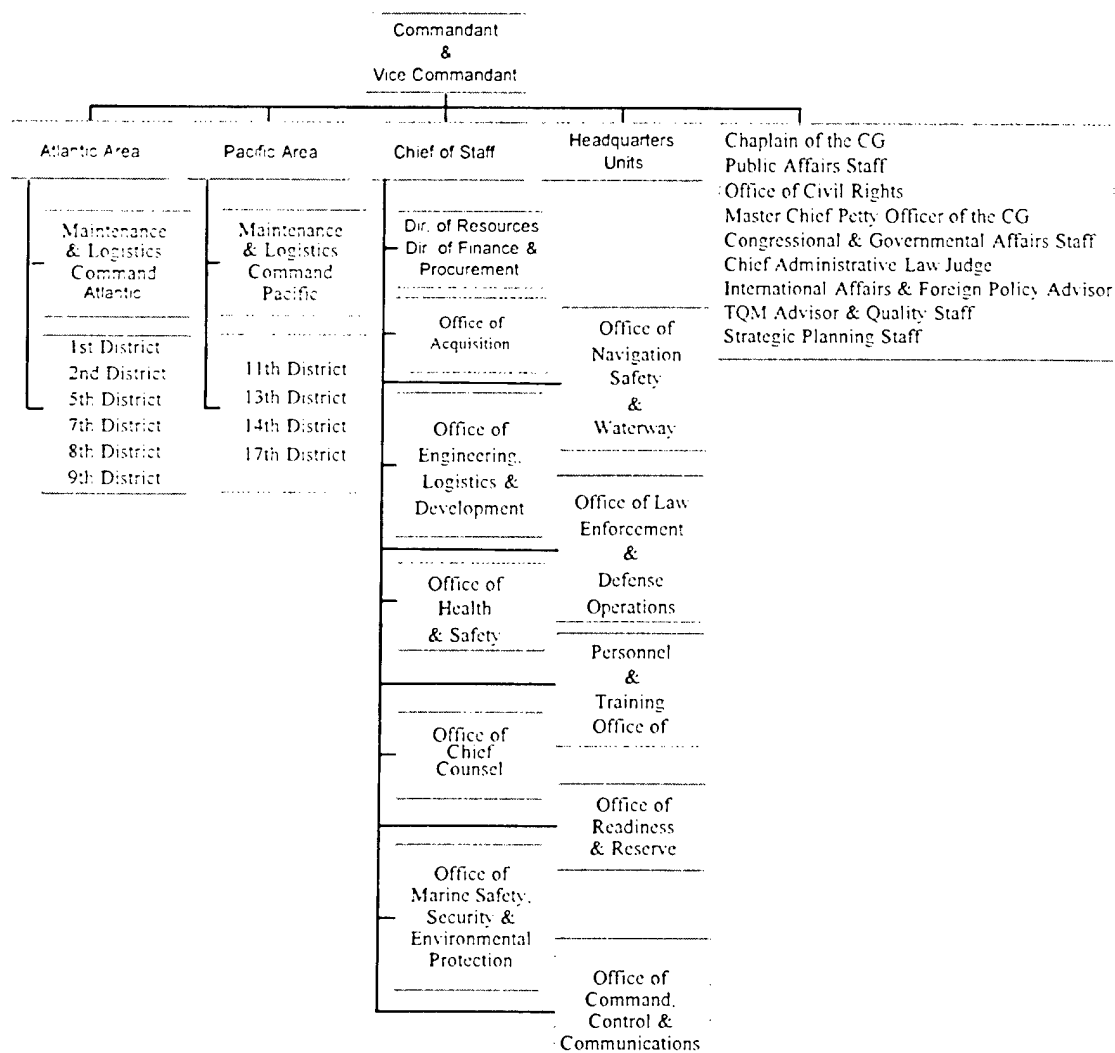 Commandant
&
Vice Commandant
Atlantic Area
Pacific Area
Chief of Staff
Headquarters
Units
Chaplain of the CG
Public Affairs Staff
Office of Civil Rights
Master Chief Petty Officer of the CG
Congressional & Governmental Affairs Staff
Chief Administrative Law Judge
International Affairs & Foreign Policy Advisor
TQM Advisor & Quality Staff
Strategic Planning Staff
Maintenance
& Logistics
Command
Atlantic
1st District
2nd District
5th District
7th District
8th District
9th District
Maintenance
& Logistics
Command
Pacific
11th District
13th District
14th District
17th District
Dir. of Resources
Dir. of Finance &
Procurement
Office of
Acquisition
Office of
Engineering,
Logistics &
Development
Office of
Health
& Safety
Office of
Chief
Counsel
Office of
Marine Safety,
Security &
Environmental
Protection
Office of
Navigation
Safety
&
Waterway
Office of Law
Enforcement
&
Defense
Operations
Personnel
&
Training
Office of
Office of
Readiness
& Reserve
Office of
Command,
Control &
Communications